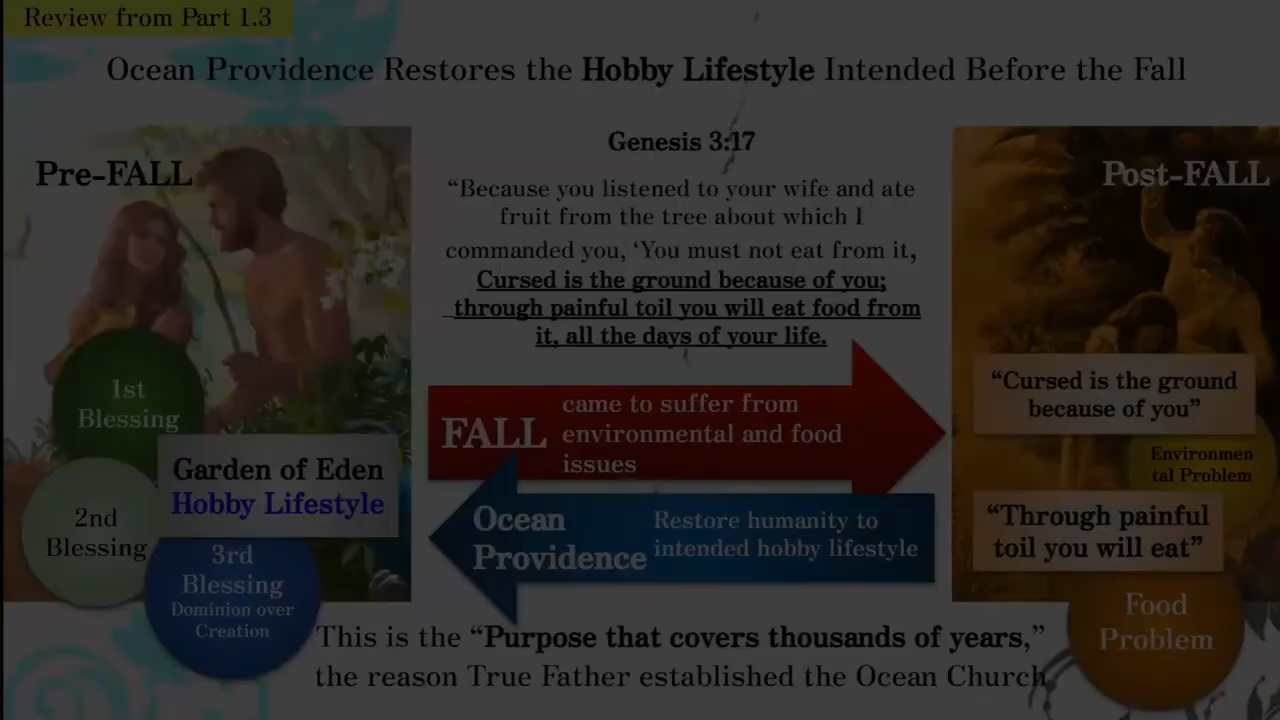 Review from Part 1.3
Ocean Providence Restores the Hobby Lifestyle Intended Before the Fall
Pre-FALL
Genesis 3:17
“Because you listened to your wife and ate
fruit from the tree about which I
commanded you, ‘You must not eat from it,
Cursed is the ground because of you;
through painful toil you will eat food from
it, all the days of your life.
Post-FALL
1st
Blessing
Garden of Eden
Hobby Lifestyle
2nd
Blessing
3rd
Blessing
Dominion over
Creation
FALL
came to suffer from
environmental and food
issues
Ocean
Providence
Restore humanity to
intended hobby lifestyle
“Cursed is the ground
because of you”
Environmen
tal Problem
“Through painful
toil you will eat”
Food
Problem
This is the “Purpose that covers thousands of years,”
the reason True Father established the Ocean Church